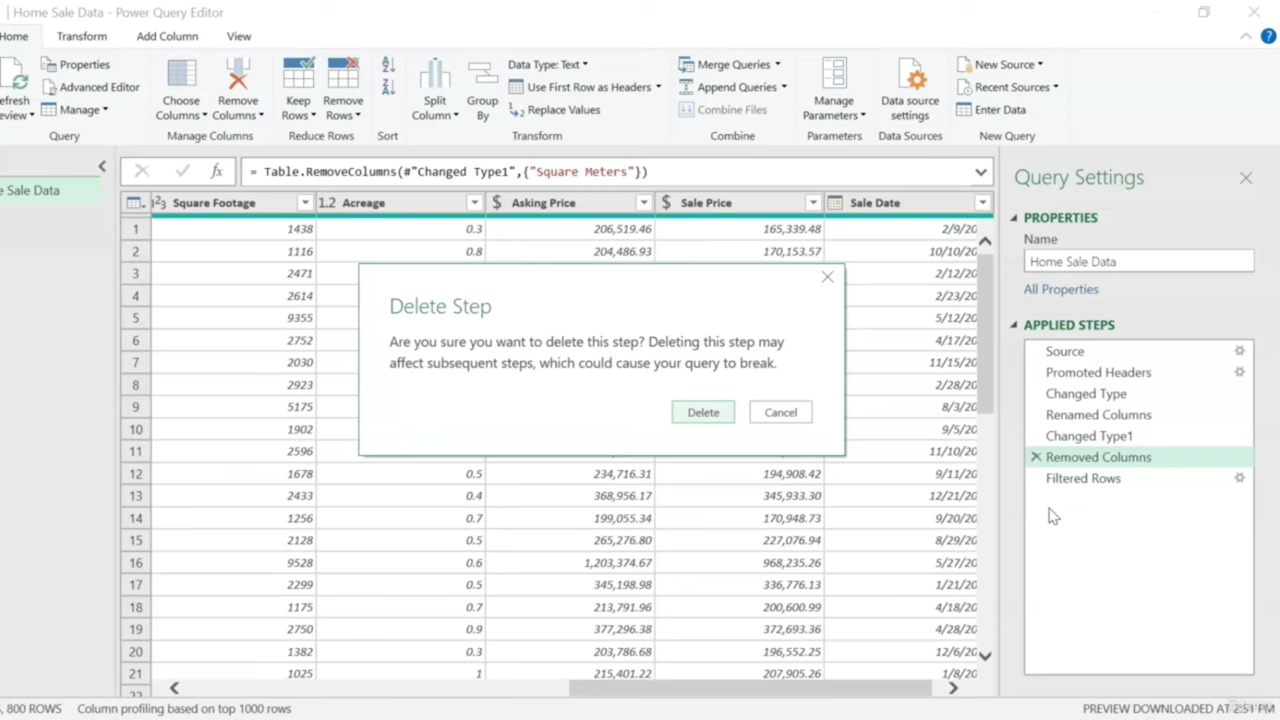 Home Sale Data - Power Query Editor
Home Transform Add Column View
Properties
Advanced Editor
Manage
Query
Choose Columns
Remove Columns
Manage Columns
Keep Rows
Remove Rows
Reduce Rows
Sort
Split Column
Group By
Data Type: Text
Use First Row as Headers
Replace Values
Transform
Merge Queries
Append Queries
Combine Files
Combine
Manage Parameters
Parameters
Data source settings
Data Sources
New Source
Recent Sources
Enter Data
New Query
e Sale Data
fx = Table.RemoveColumns(#"Changed Type1",{"Square Meters"})
Square Footage 1.2 Acreage $ Asking Price $ Sale Price Sale Date
1 1438 0.3 206,519.46 165,339.48 2/9/20
2 1116 0.8 204,486.93 170,153.57 10/10/20
3 2471 2/12/20
4 2614 2/23/20
5 9355 5/12/20
6 2752 4/17/20
7 2030 11/15/20
8 2923 2/28/20
9 5175 8/3/20
10 1902 9/5/20
11 2596 11/10/20
12 1678 0.5 234,716.31 194,908.42 9/11/20
13 2433 0.4 368,956.17 345,933.30 12/21/20
14 1256 0.7 199,055.34 170,948.73 9/20/20
15 2128 0.5 265,276.80 227,076.94 8/29/20
16 9528 0.6 1,203,374.67 968,235.26 5/27/20
17 2299 0.5 345,198.98 336,776.13 1/21/20
18 1175 0.7 213,791.96 200,600.99 4/18/20
19 2750 0.9 377,296.38 372,693.36 4/28/20
20 1382 0.3 203,786.68 196,552.25 12/6/20
21 1025 1 215,401.22 207,905.26 1/8/20
Delete Step
Are you sure you want to delete this step? Deleting this step may
affect subsequent steps, which could cause your query to break.
Delete Cancel
Query Settings
PROPERTIES
Name
Home Sale Data
All Properties
APPLIED STEPS
Source
Promoted Headers
Changed Type
Renamed Columns
Changed Type1
Removed Columns
Filtered Rows
, 800 ROWS Column profiling based on top 1000 rows
PREVIEW DOWNLOADED AT 2:51 PM